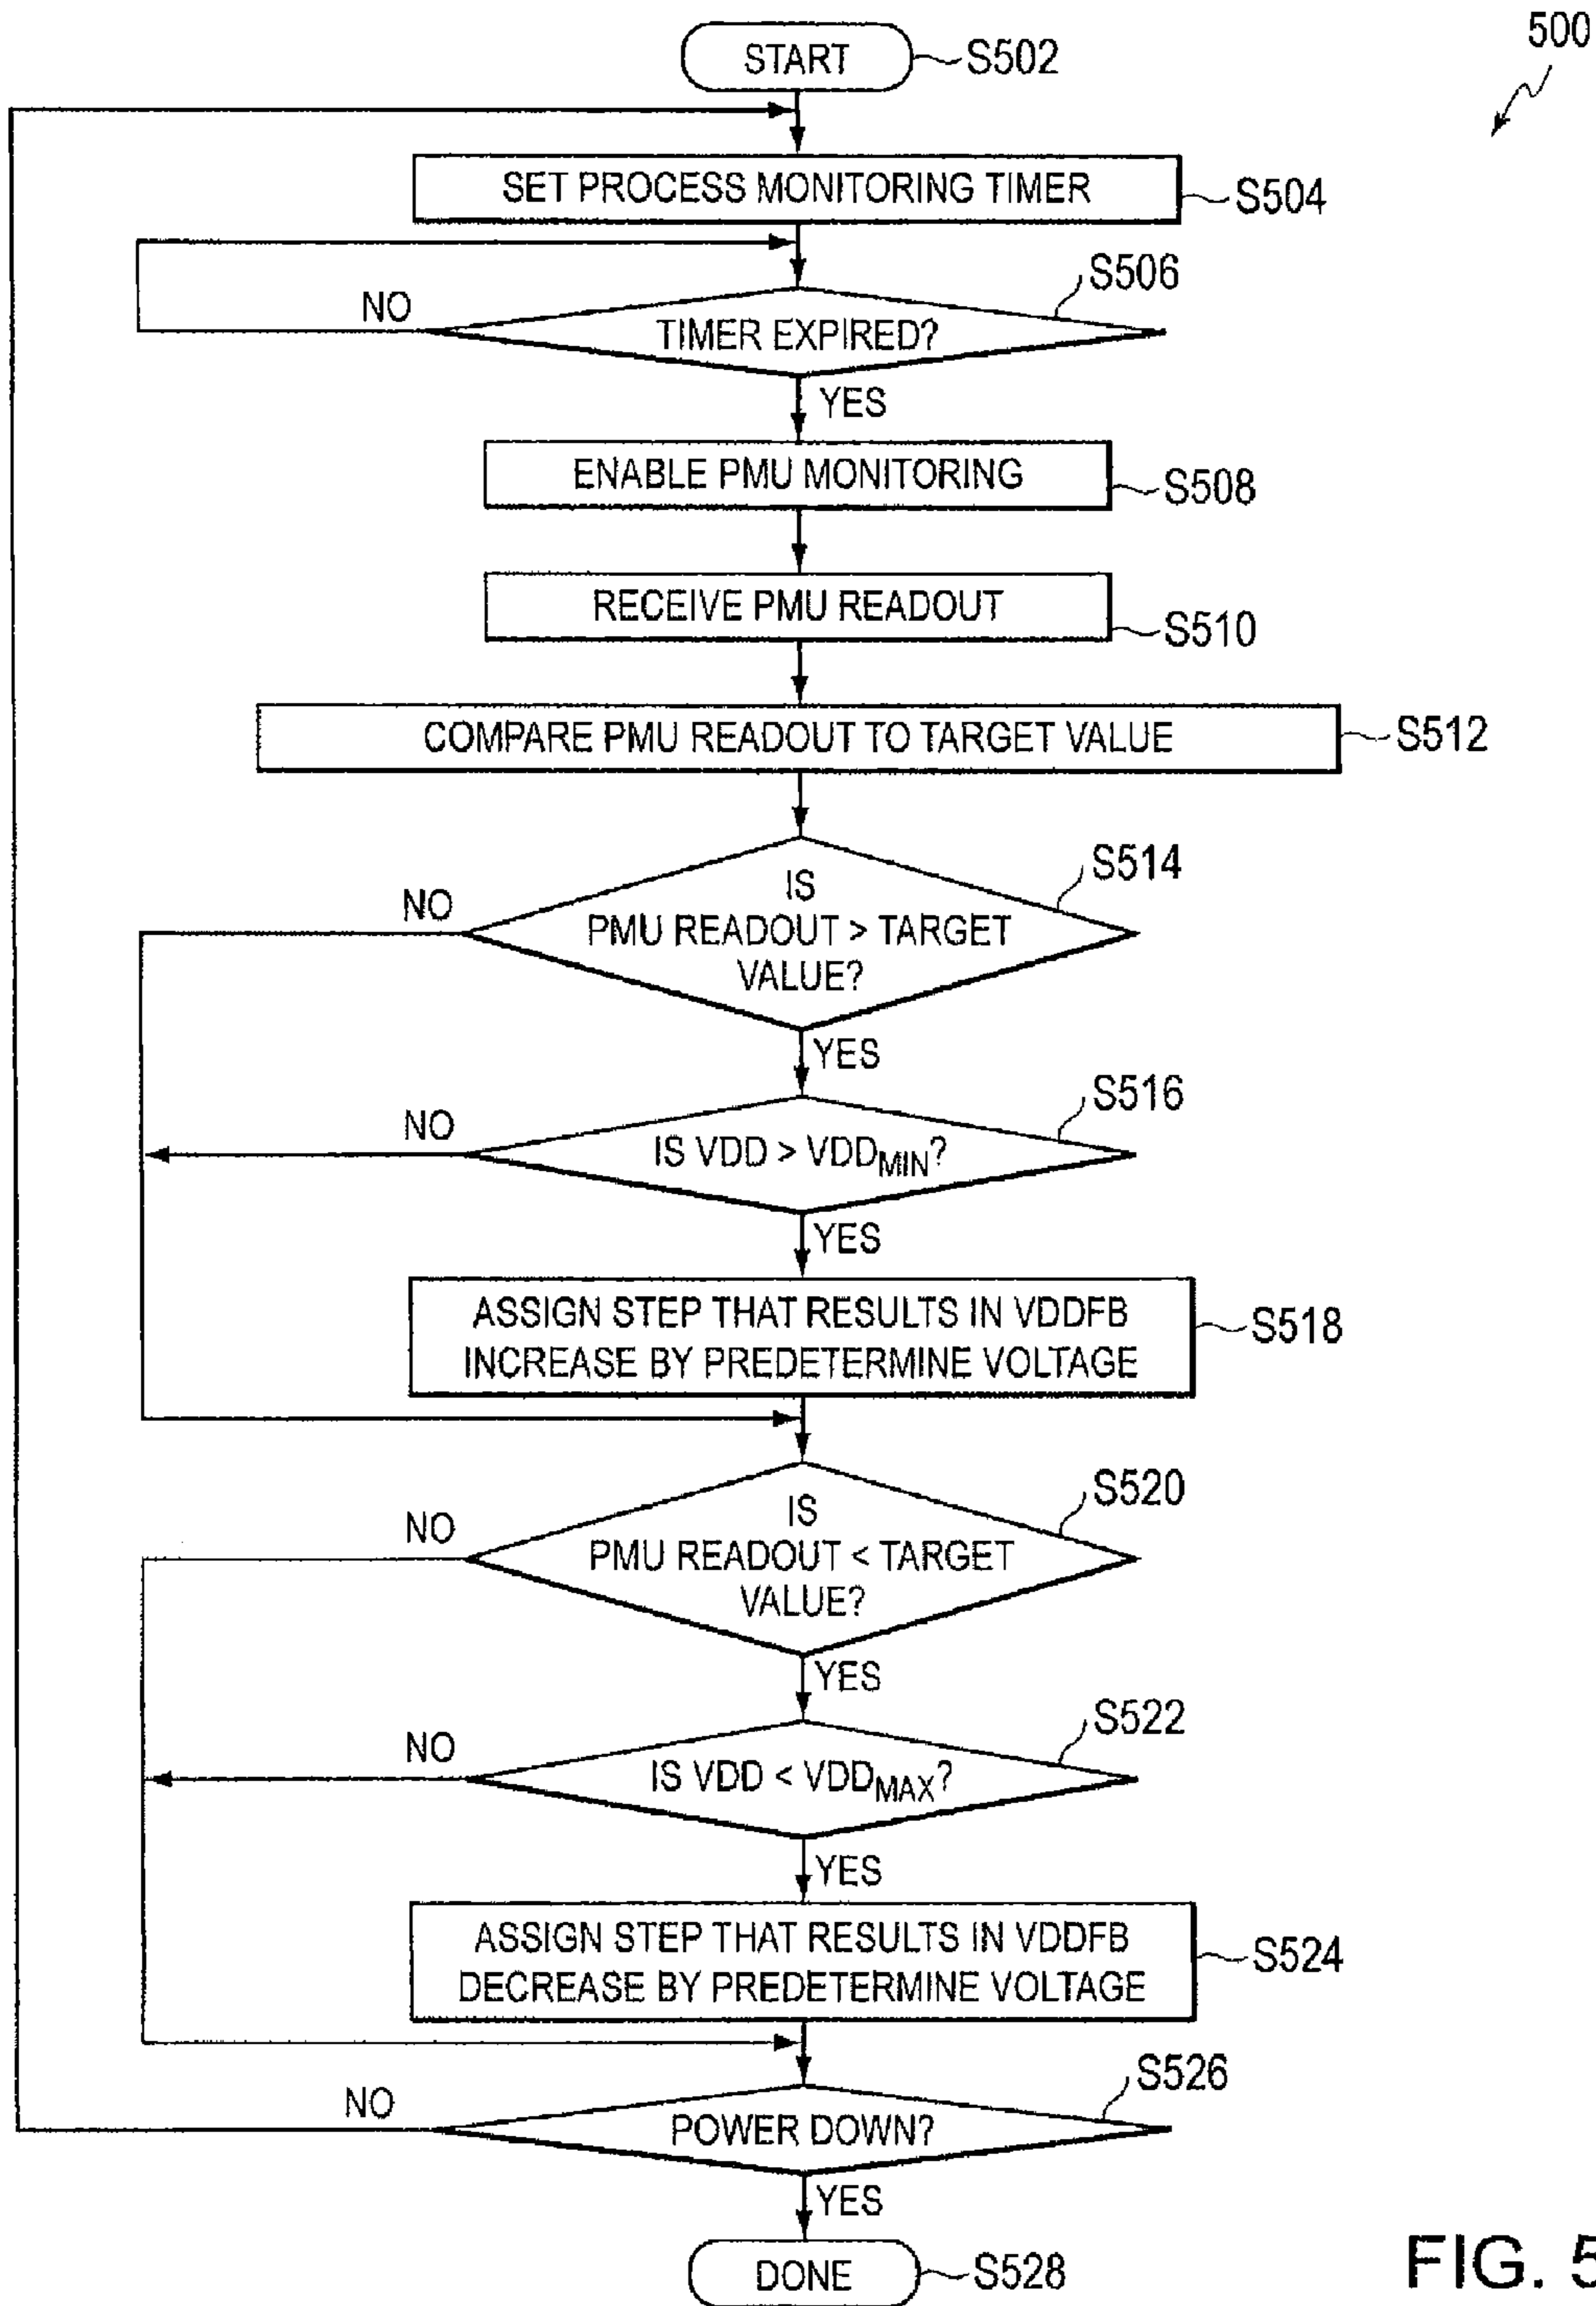 500
START
S502
SET PROCESS MONITORING TIMER
S504
S506
NO
TIMER EXPIRED?
YES
ENABLE PMU MONITORING
S508
RECEIVE PMU READOUT
S510
COMPARE PMU READOUT TO TARGET VALUE
S512
S514
NO
IS
PMU READOUT > TARGET
VALUE?
YES
S516
NO
IS VDD > VDDMIN?
YES
ASSIGN STEP THAT RESULTS IN VDDFB
INCREASE BY PREDETERMINE VOLTAGE
S518
S520
NO
IS
PMU READOUT < TARGET
VALUE?
YES
S522
NO
IS VDD < VDDMAX?
YES
ASSIGN STEP THAT RESULTS IN VDDFB
DECREASE BY PREDETERMINE VOLTAGE
S524
S526
NO
POWER DOWN?
YES
DONE
S528
FIG. 5